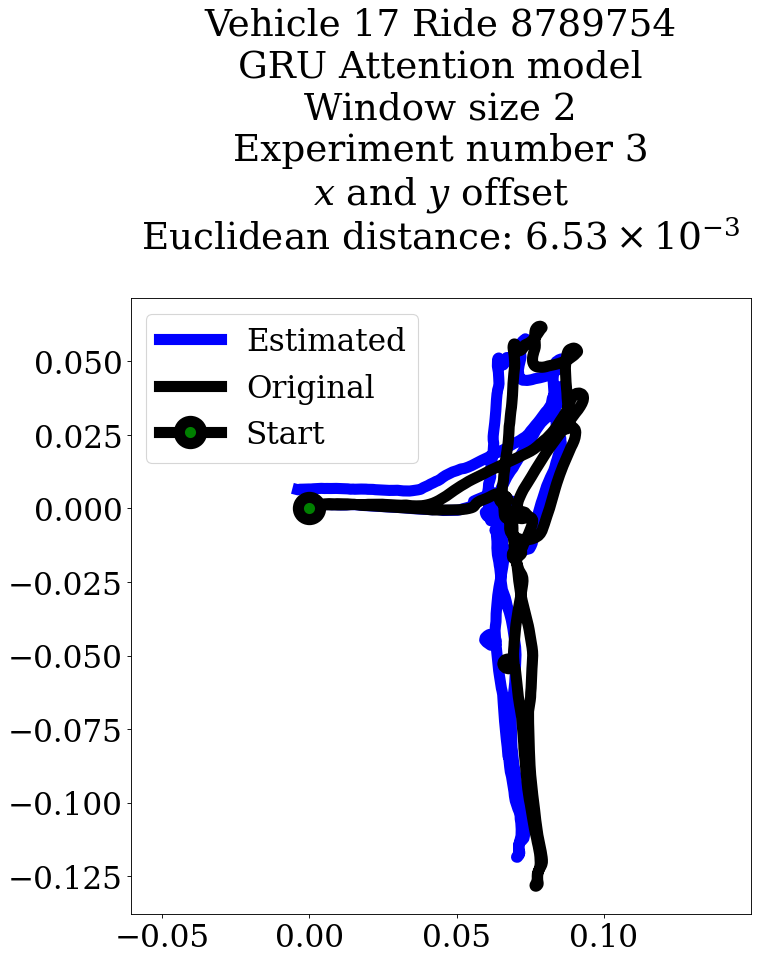 Vehicle 17 Ride 8789754
GRU Attention model
Window size 2
Experiment number 3
x and y offset
Euclidean distance: 6.53 × 10⁻³
Estimated
Original
Start
0.050
0.025
0.000
−0.025
−0.050
−0.075
−0.100
−0.125
−0.05 0.00 0.05 0.10